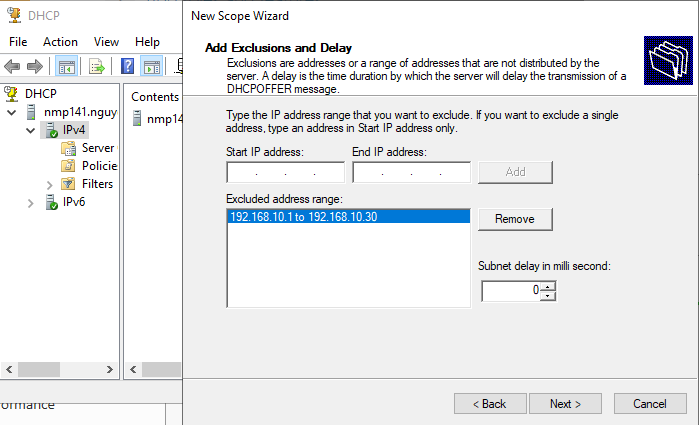 DHCP
File Action View Help
DHCP
nmp141.nguy
IPv4
Server
Policie
Filters
IPv6
Contents
nmp14
ormance
New Scope Wizard
Add Exclusions and Delay
Exclusions are addresses or a range of addresses that are not distributed by the
server. A delay is the time duration by which the server will delay the transmission of a
DHCPOFFER message.
Type the IP address range that you want to exclude. If you want to exclude a single
address, type an address in Start IP address only.
Start IP address: End IP address:
. . . . . . Add
Excluded address range:
192.168.10.1 to 192.168.10.30
Remove
Subnet delay in milli second:
0
< Back Next > Cancel